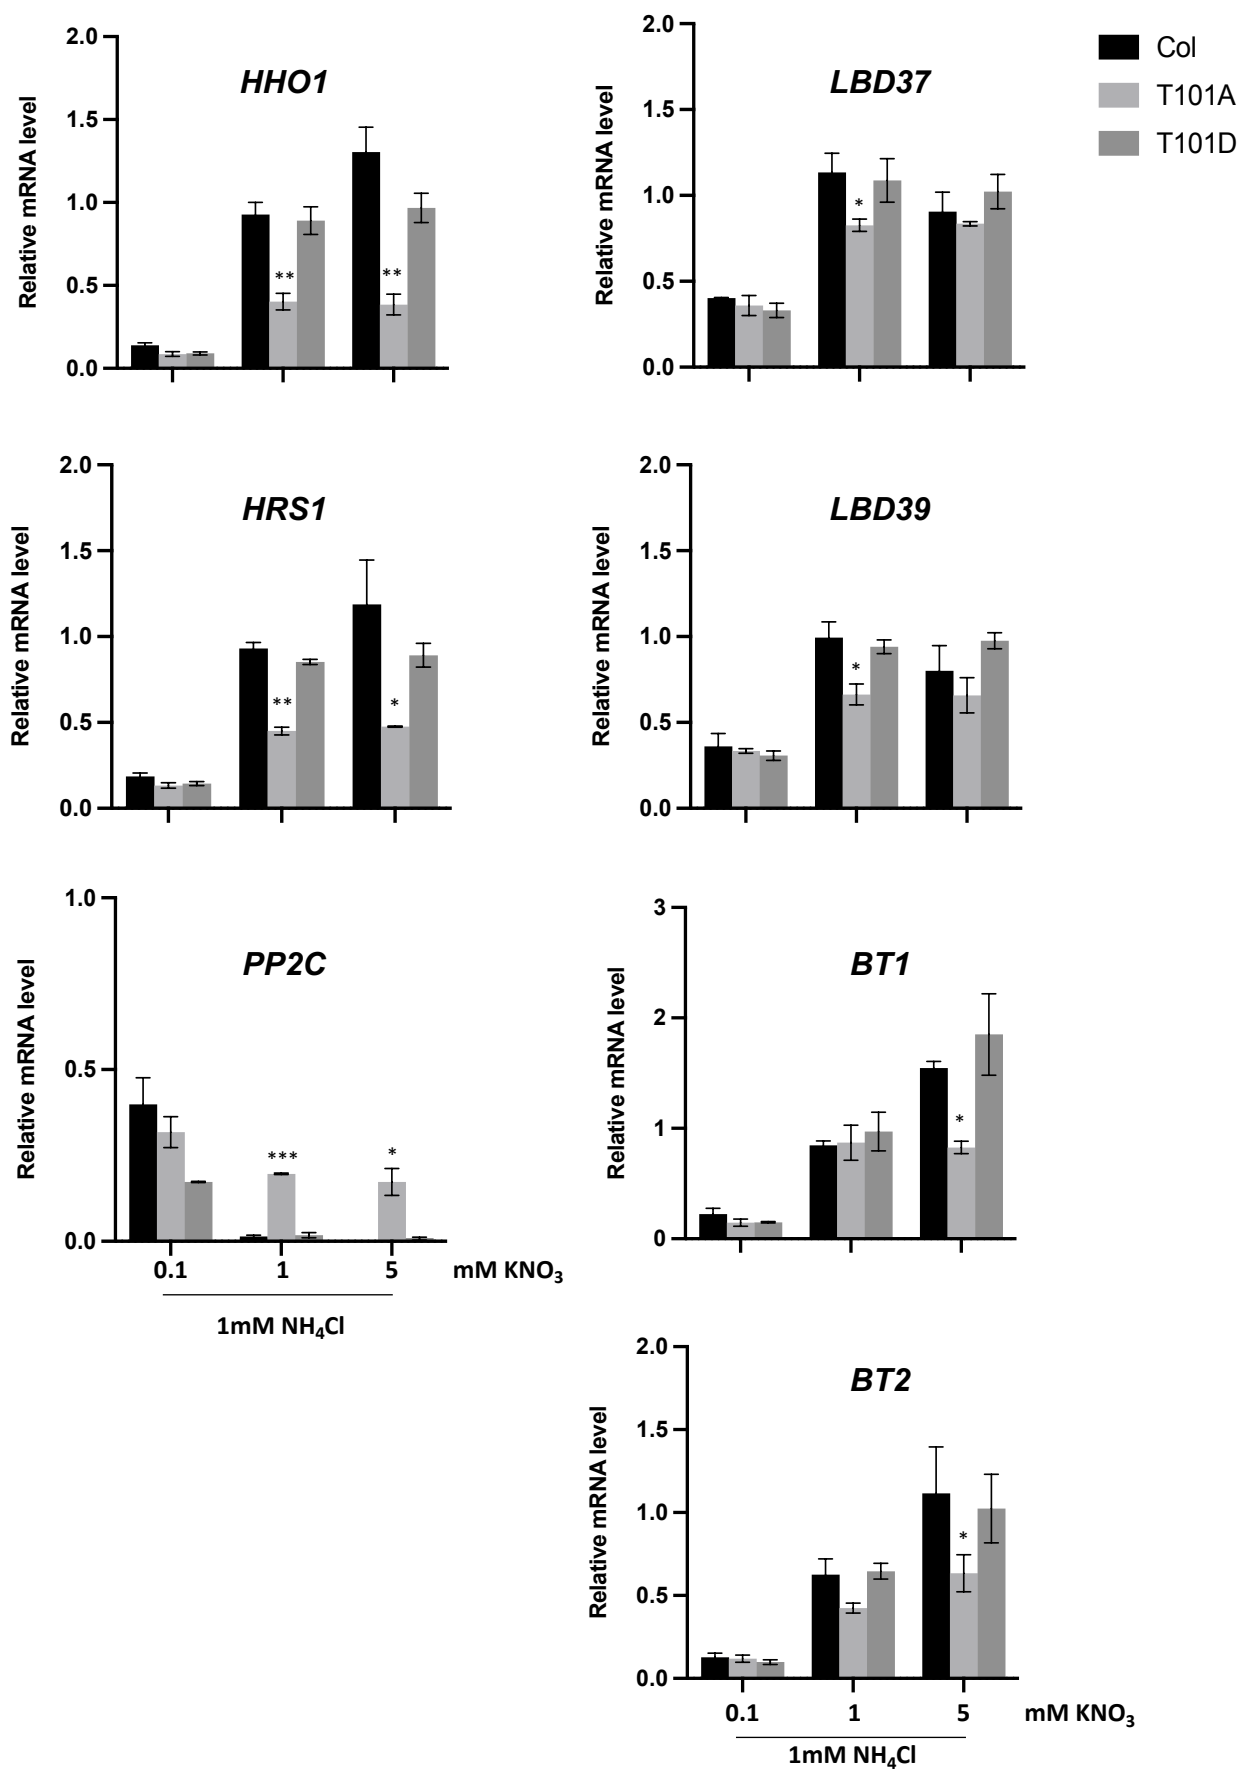 Col
T101A
T101D
HHO1
Relative mRNA level
2.0
1.5
1.0
0.5
0.0
** **
LBD37
Relative mRNA level
2.0
1.5
1.0
0.5
0.0
*
HRS1
Relative mRNA level
2.0
1.5
1.0
0.5
0.0
** *
LBD39
Relative mRNA level
2.0
1.5
1.0
0.5
0.0
*
PP2C
Relative mRNA level
1.0
0.5
0.0
*** *
0.1 1 5 mM KNO₃
1mM NH₄Cl
BT1
Relative mRNA level
3
2
1
0
*
BT2
Relative mRNA level
2.0
1.5
1.0
0.5
0.0
*
0.1 1 5 mM KNO₃
1mM NH₄Cl